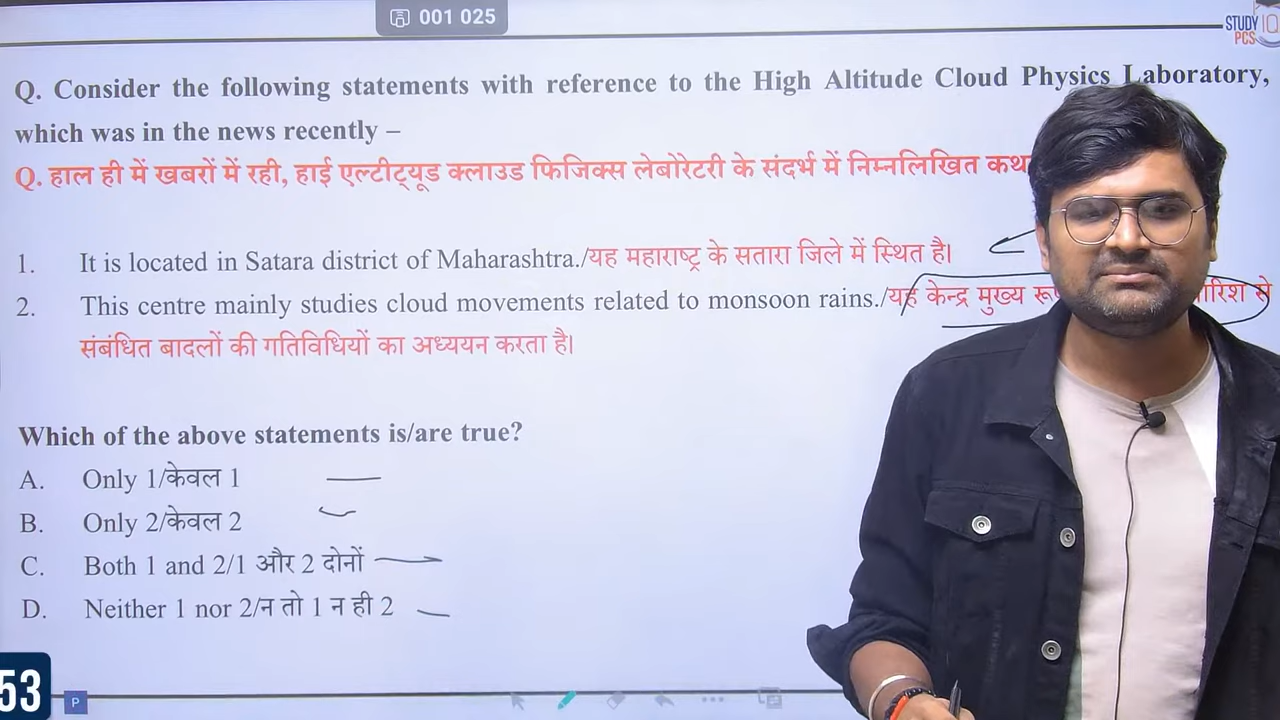 001 025
STUDY IQ
PCS
Q. Consider the following statements with reference to the High Altitude Cloud Physics Laboratory,
which was in the news recently –
Q. हाल ही में खबरों में रही, हाई एल्टीट्यूड क्लाउड फिजिक्स लेबोरेटरी के संदर्भ में निम्नलिखित
1. It is located in Satara district of Maharashtra./यह महाराष्ट्र के सतारा जिले में स्थित है।
2. This centre mainly studies cloud movements related to monsoon rains./यह केन्द्र मुख्य से
संबंधित बादलों की गतिविधियों का अध्ययन करता है।
Which of the above statements is/are true?
A. Only 1/केवल 1
B. Only 2/केवल 2
C. Both 1 and 2/1 और 2 दोनों
D. Neither 1 nor 2/न तो 1 न ही 2
53
P